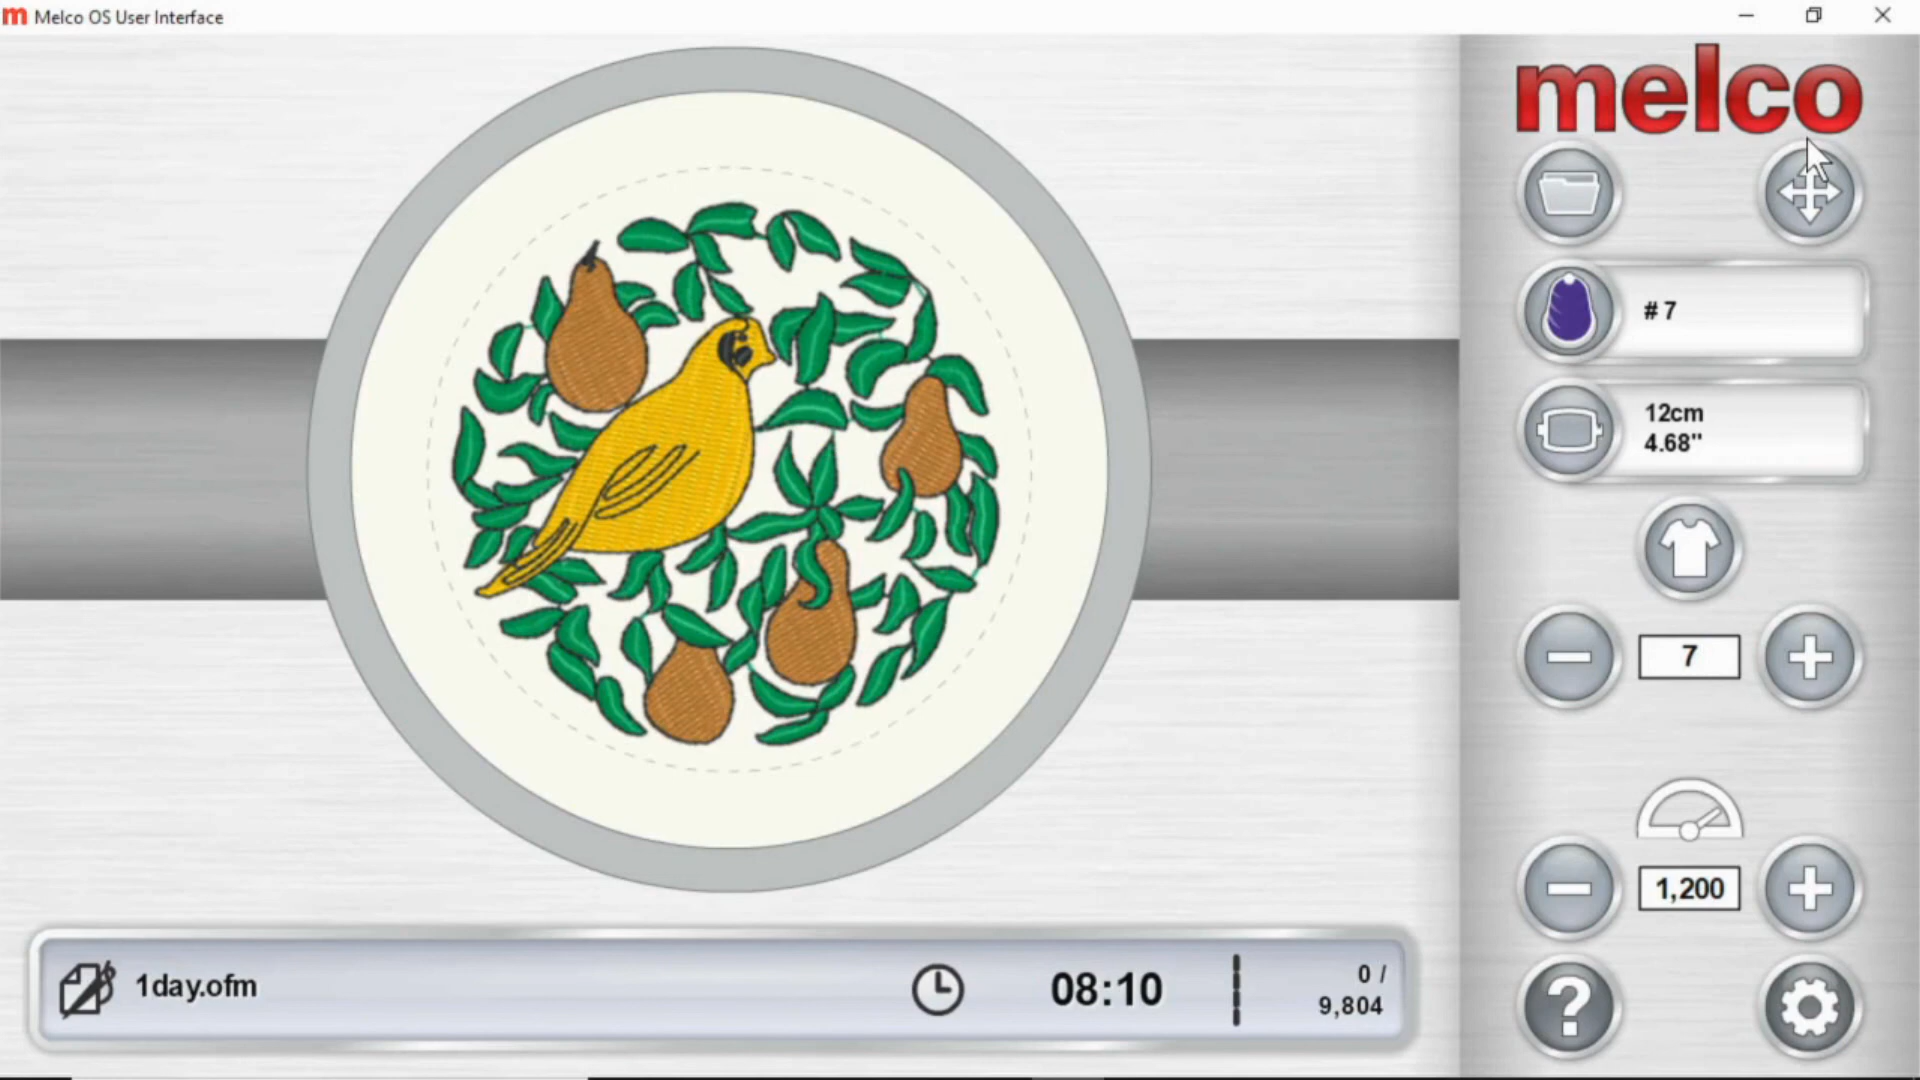 m Melco OS User Interface
melco
# 7
12cm
4.68"
7
1,200
1day.ofm
08:10
0 /
9,804
?